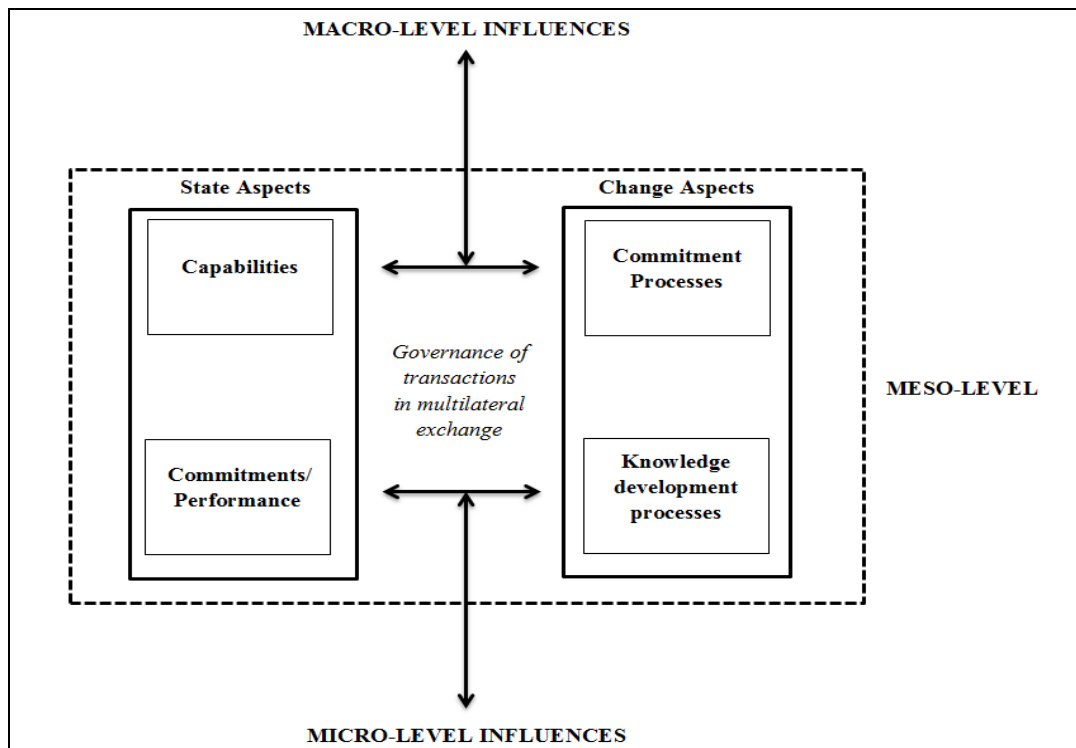 MACRO-LEVEL INFLUENCES
State Aspects
Change Aspects
Capabilities
Commitment
Processes
Governance of
transactions
in multilateral
exchange
MESO-LEVEL
Commitments/
Performance
Knowledge
development
processes
MICRO-LEVEL INFLUENCES